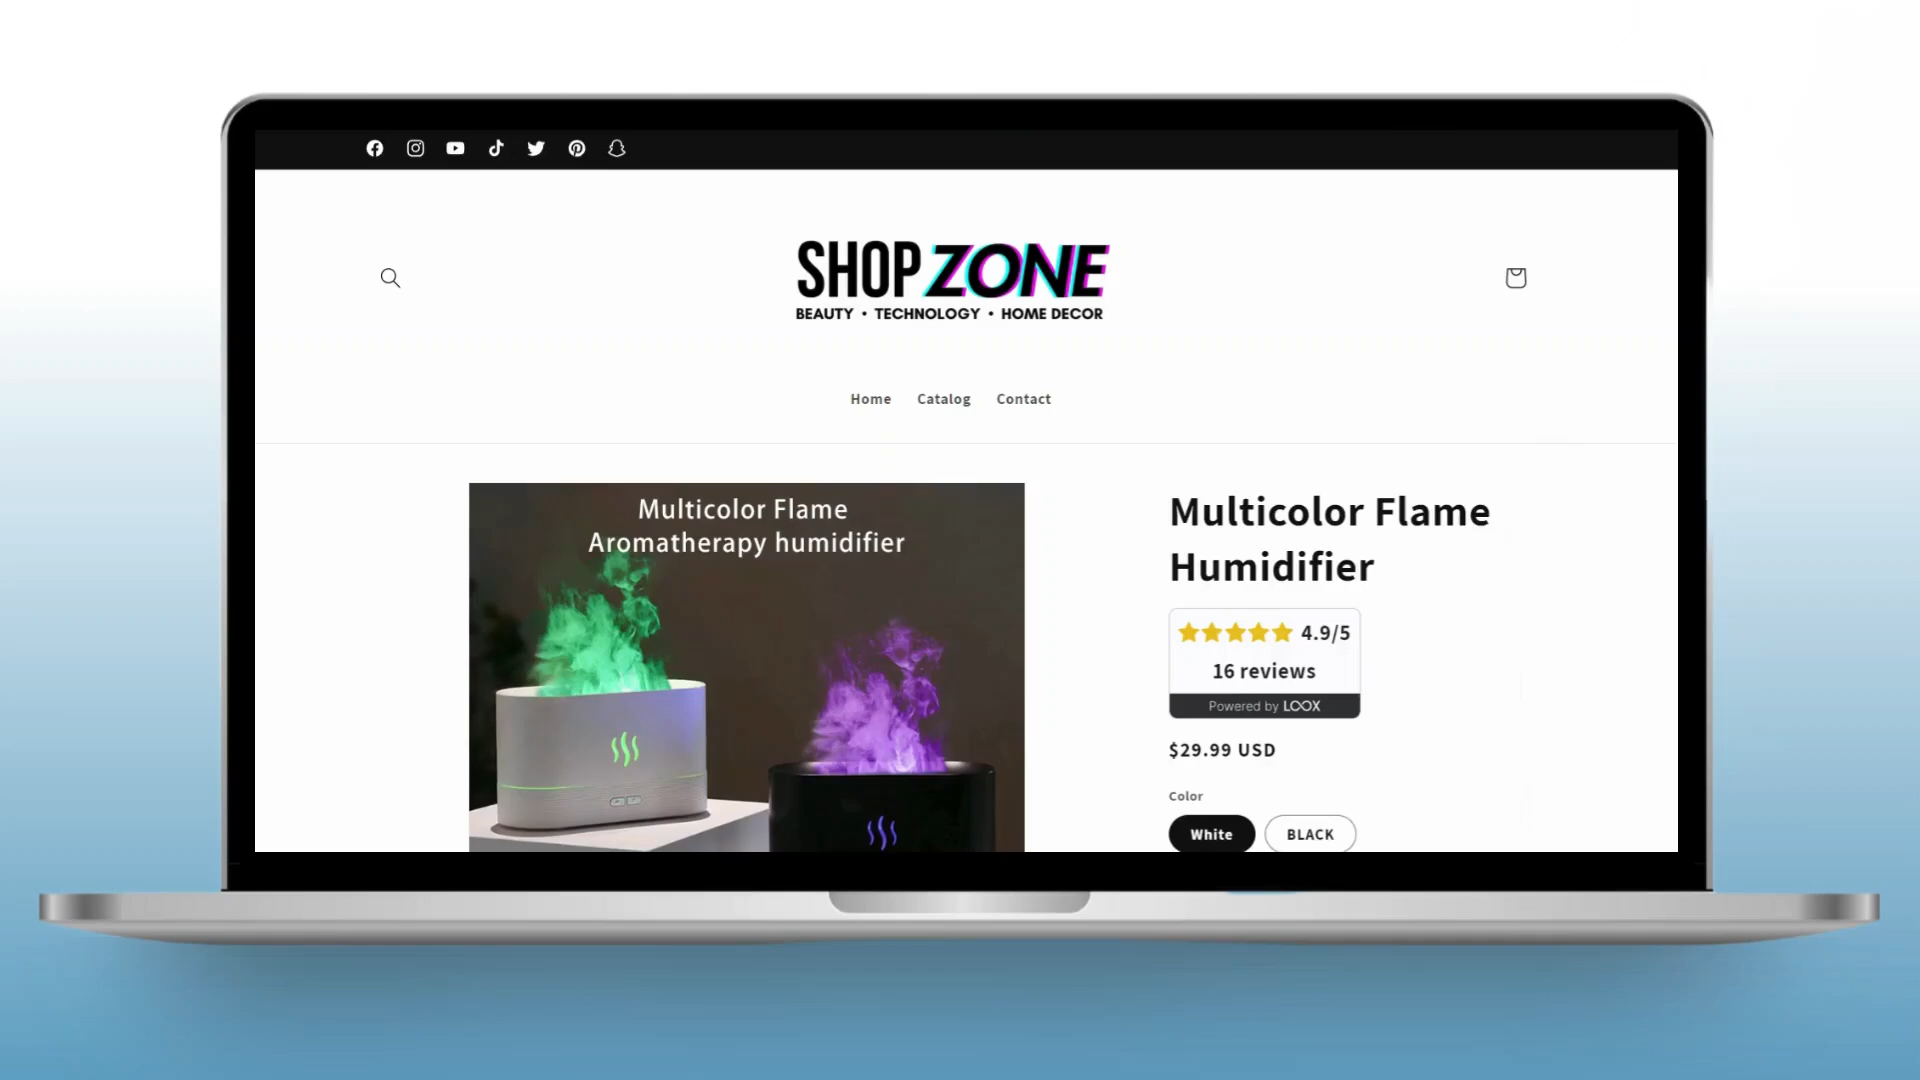 SHOP ZONE
BEAUTY • TECHNOLOGY • HOME DECOR
Home Catalog Contact
Multicolor Flame
Aromatherapy humidifier
Multicolor Flame
Humidifier
4.9/5
16 reviews
Powered by LOOX
$29.99 USD
Color
White BLACK